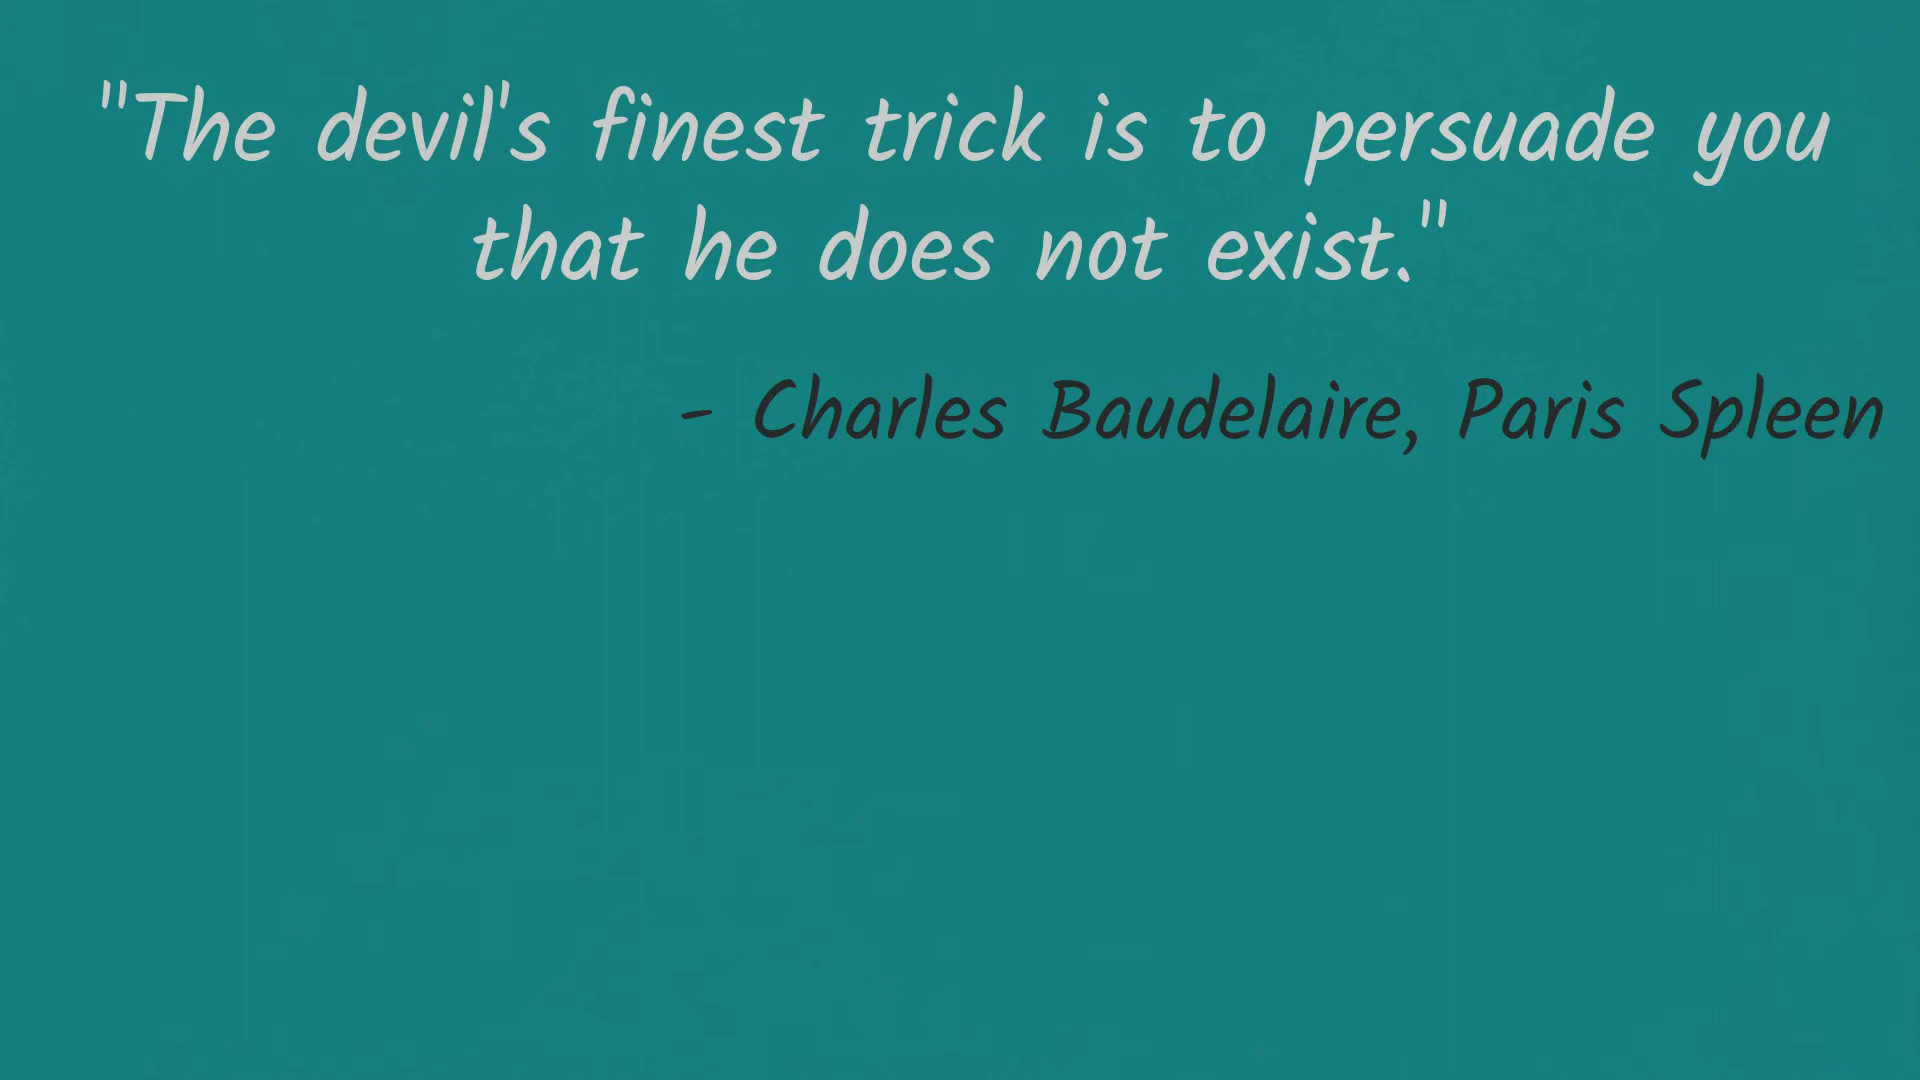 "The devil's finest trick is to persuade you
that he does not exist."
- Charles Baudelaire, Paris Spleen